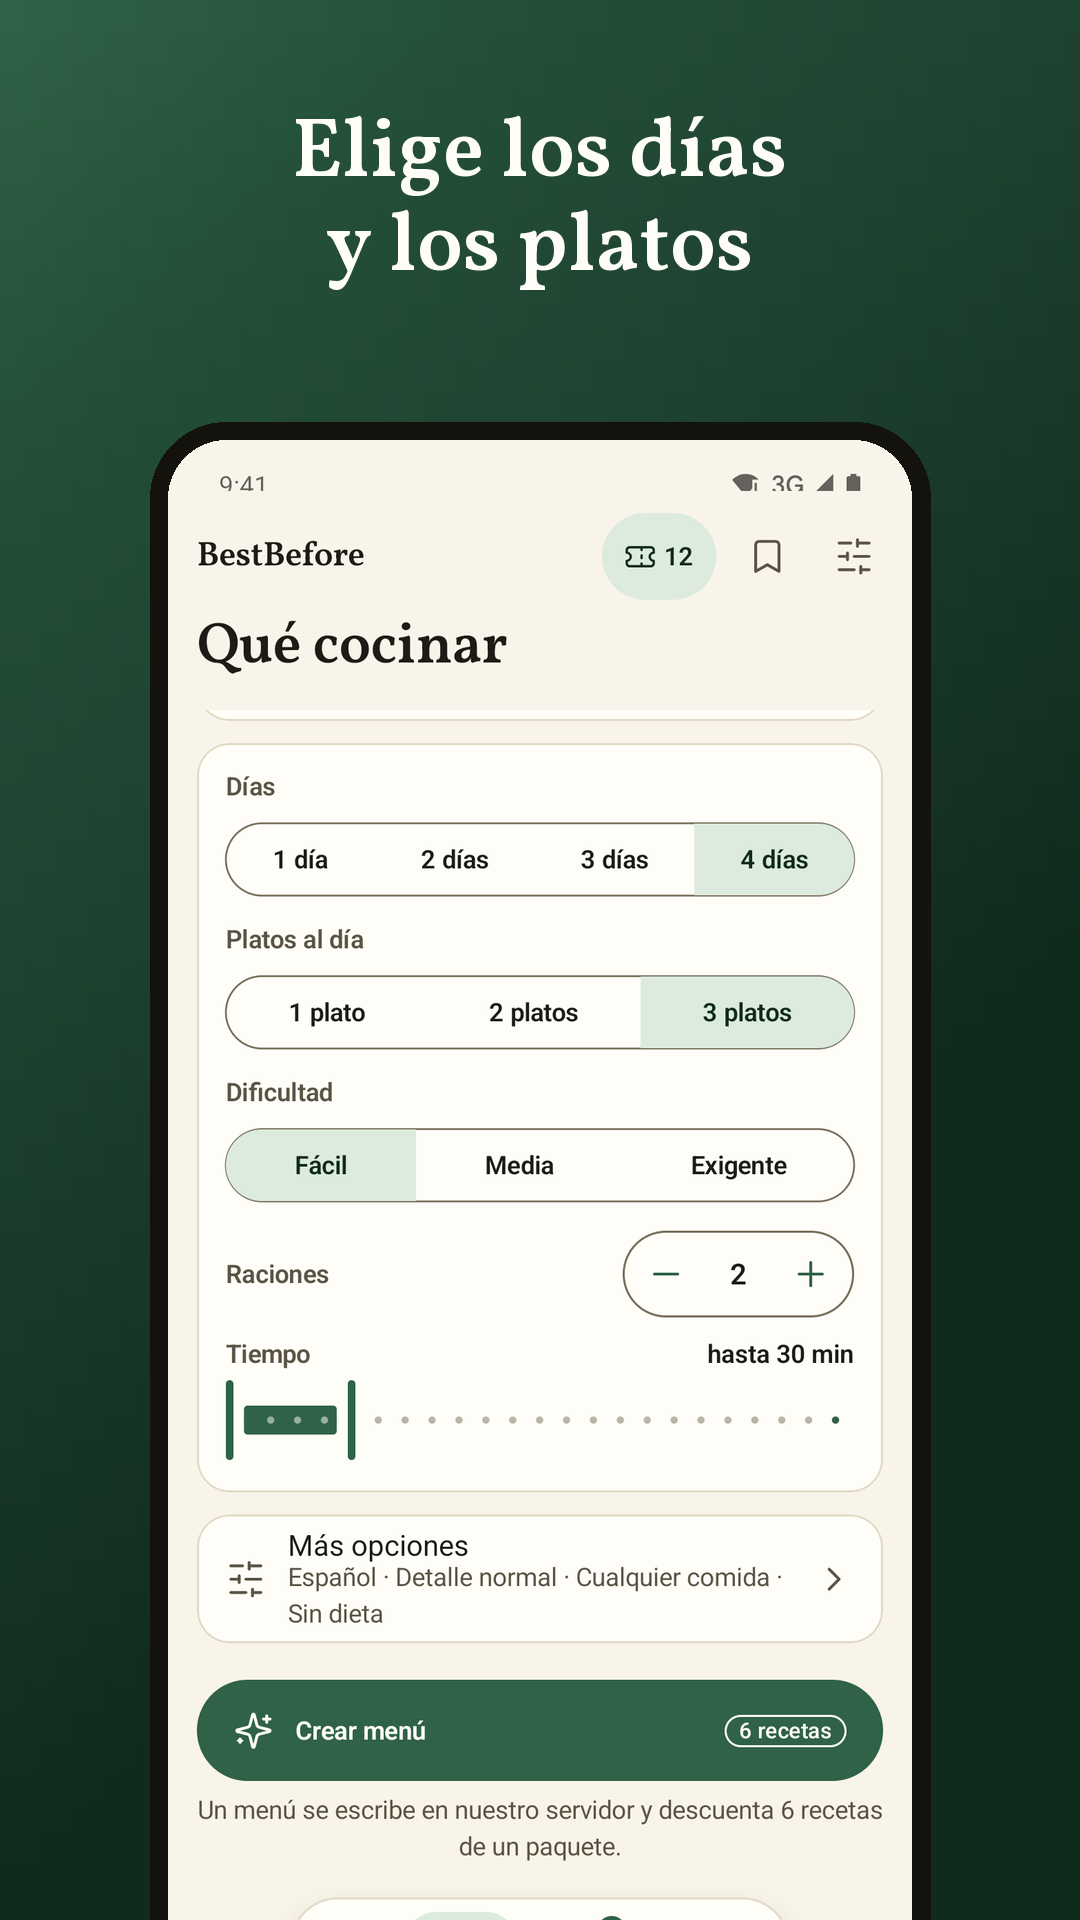 Elige los días
y los platos
9:41
3G
BestBefore
12
Qué cocinar
Días
1 día
2 días
3 días
4 días
Platos al día
1 plato
2 platos
3 platos
Dificultad
Fácil
Media
Exigente
Raciones
2
Tiempo
hasta 30 min
Más opciones
Español · Detalle normal · Cualquier comida ·
Sin dieta
Crear menú
6 recetas
Un menú se escribe en nuestro servidor y descuenta 6 recetas
de un paquete.